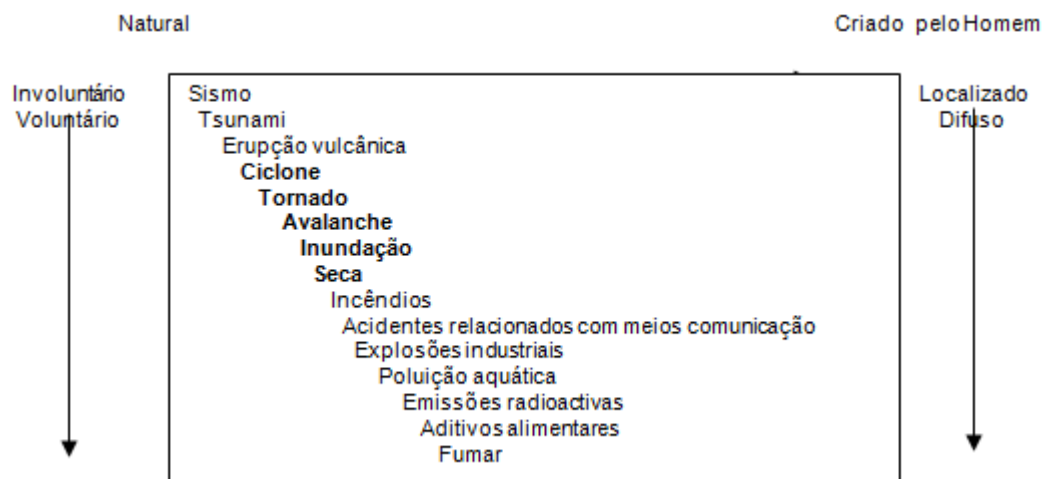 Natural
Criado pelo Homem
Involuntário
Voluntário
Sismo
Tsunami
Erupção vulcânica
Ciclone
Tornado
Avalanche
Inundação
Seca
Incêndios
Acidentes relacionados com meios comunicação
Explosões industriais
Poluição aquática
Emissões radioactivas
Aditivos alimentares
Fumar
Localizado
Difuso